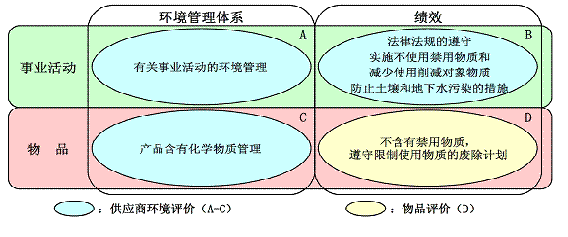 环境管理体系
绩效
事业活动
A
有关事业活动的环境管理
B
法律法规的遵守
实施不使用禁用物质和
减少使用削减对象物质
防止土壤和地下水污染的措施
物 品
C
产品含有化学物质管理
D
不含有禁用物质，
遵守限制使用物质的废除计划
：供应商环境评价（A-C）
：物品评价（D）